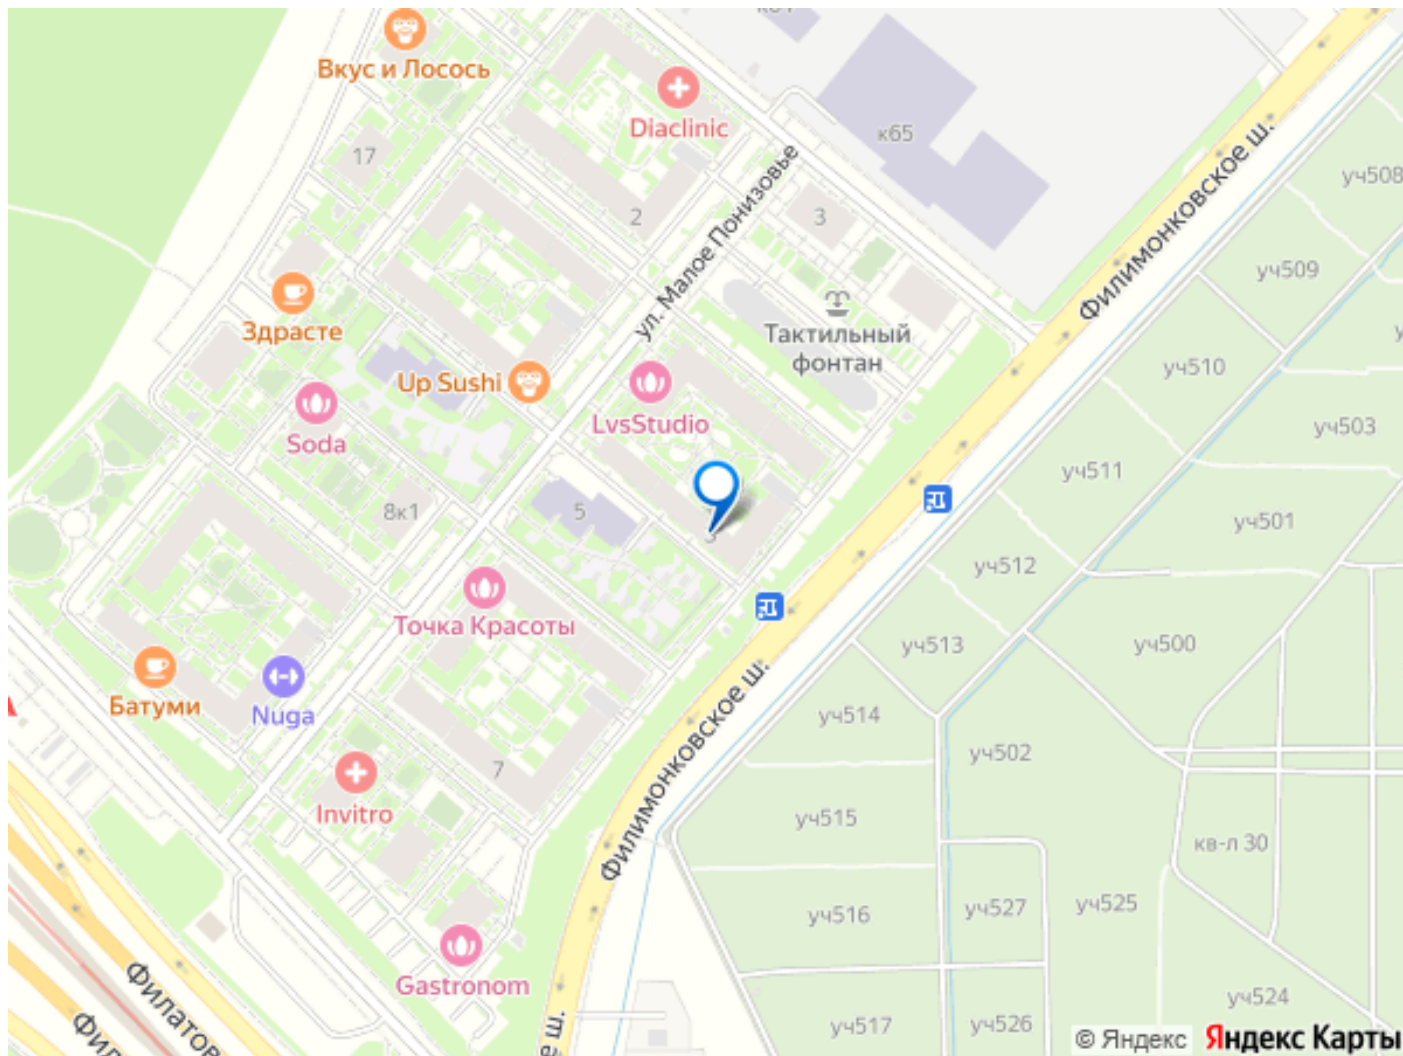 Вкус и Лосось
Diaclinic
к65
уч508
17
2
3
ул. Малое Понизовье
Филимонковское ш.
уч509
Здрасте
Тактильный
фонтан
уч510
Up Sushi
LvsStudio
Soda
уч503
уч511
8к1
5
3
уч501
уч512
Точка Красоты
уч513
уч500
Батуми
Nuga
уч514
Филимонковское ш.
уч502
7
Invitro
уч515
кв-л 30
уч516
уч527
уч525
Gastronom
уч524
уч517
уч526
© Яндекс
Яндекс Карты